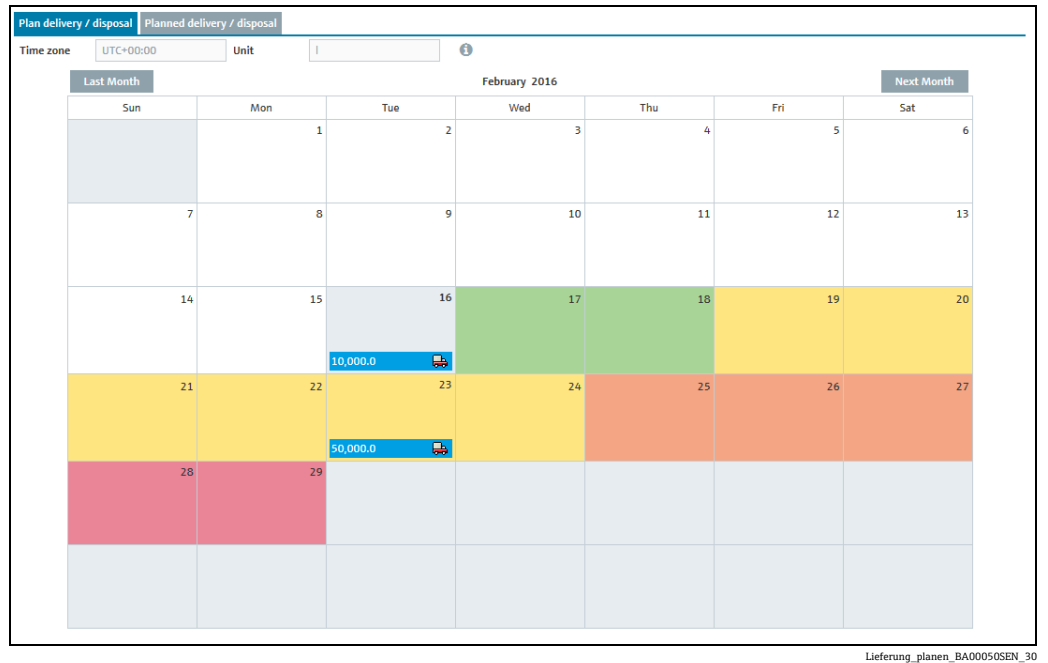 Plan delivery / disposal Planned delivery / disposal
Time zone UTC+00:00 Unit l
Last Month February 2016 Next Month
Sun Mon Tue Wed Thu Fri Sat
1 2 3 4 5 6
7 8 9 10 11 12 13
14 15 16 17 18 19 20
10,000.0
21 22 23 24 25 26 27
50,000.0
28 29
Lieferung_planen_BA00050SEN_30